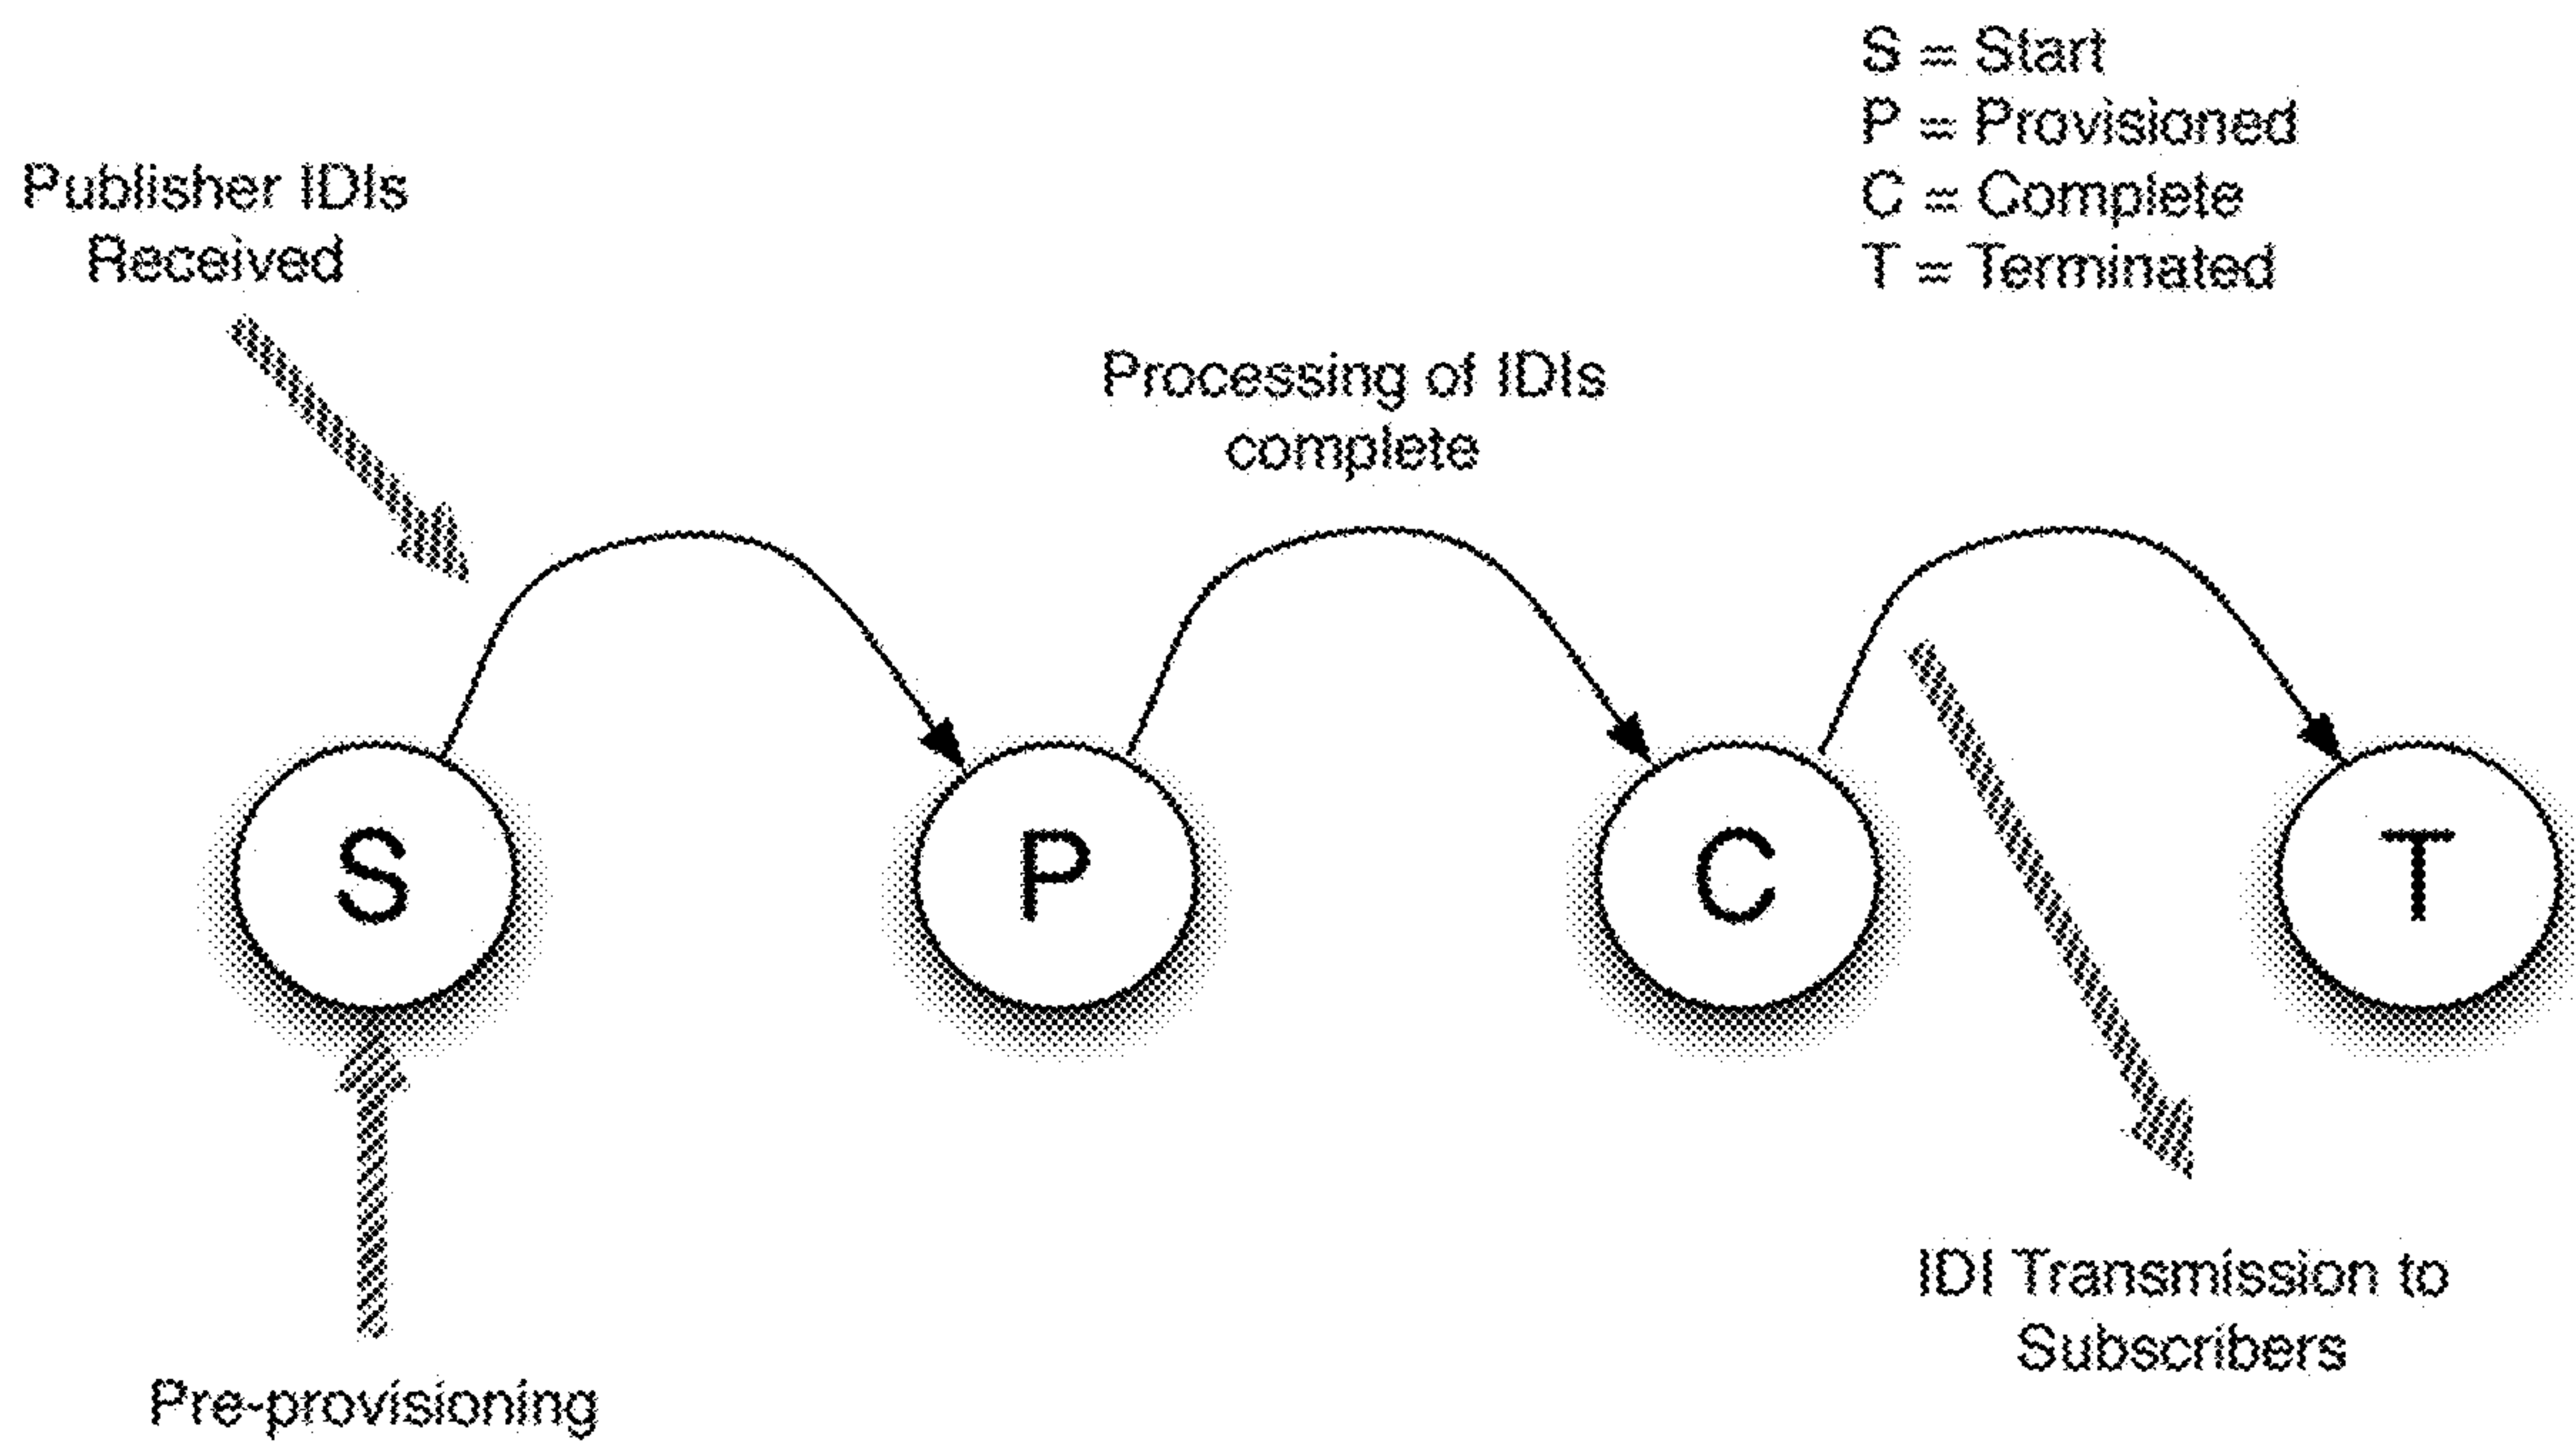 S = Start
P = Provisioned
C = Complete
T = Terminated
Publisher IDIs
Received
Processing of IDIs
complete
S
P
C
T
IDI Transmission to
Subscribers
Pre-provisioning